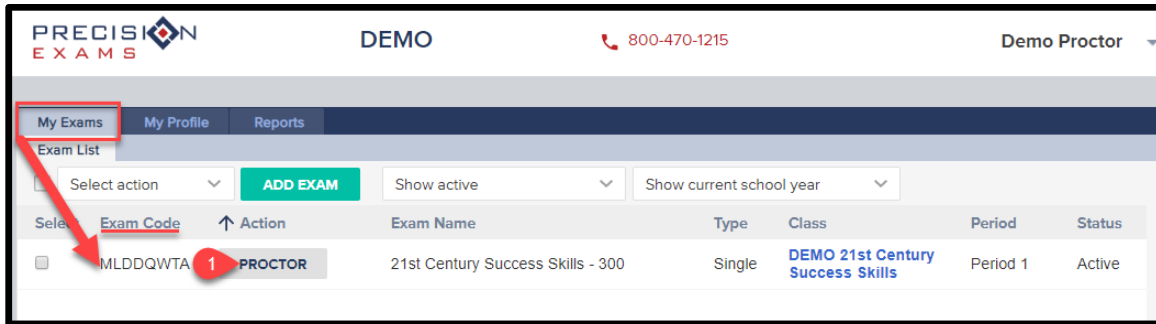 PRECISION
EXAMS
DEMO
800-470-1215
Demo Proctor
My Exams My Profile Reports
Exam List
Select action ADD EXAM Show active Show current school year
Select Exam Code Action Exam Name Type Class Period Status
MLDDQWTA 1 PROCTOR 21st Century Success Skills - 300 Single DEMO 21st Century Period 1 Active
Success Skills